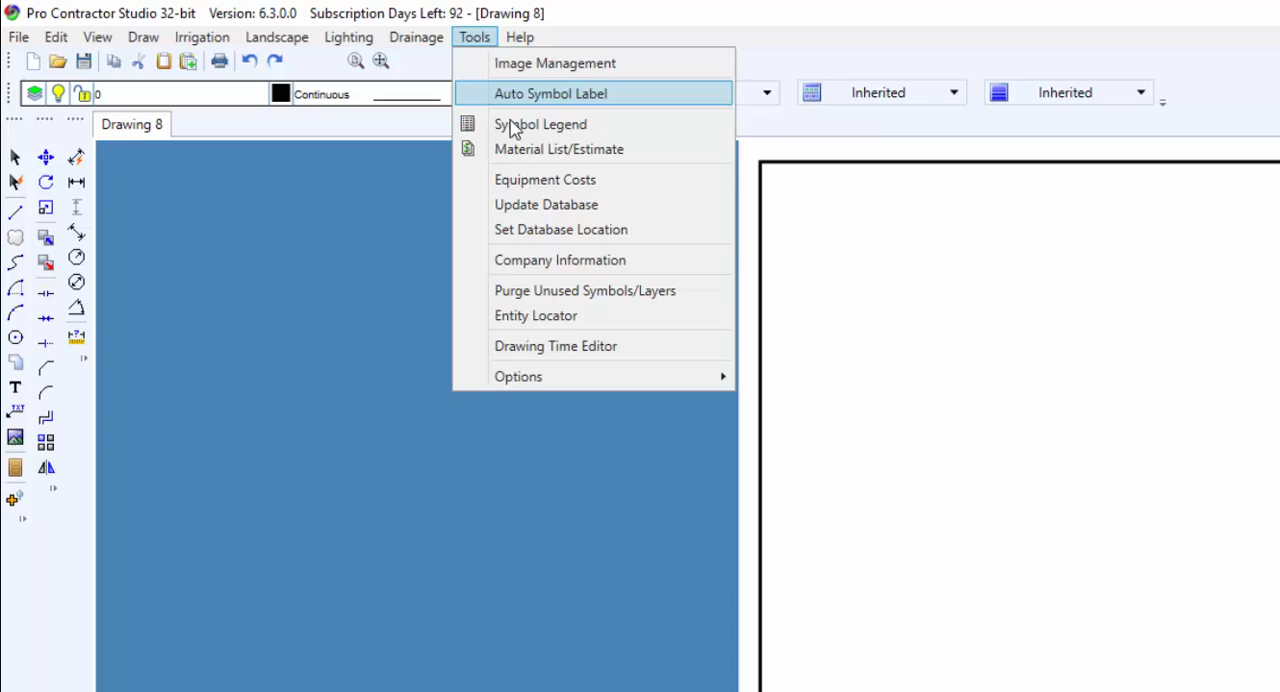 Pro Contractor Studio 32-bit Version: 6.3.0.0 Subscription Days Left: 92 - [Drawing 8]
File Edit View Draw Irrigation Landscape Lighting Drainage Tools Help
0 Continuous Inherited Inherited
Drawing 8
Image Management
Auto Symbol Label
Symbol Legend
Material List/Estimate
Equipment Costs
Update Database
Set Database Location
Company Information
Purge Unused Symbols/Layers
Entity Locator
Drawing Time Editor
Options
T
TXT